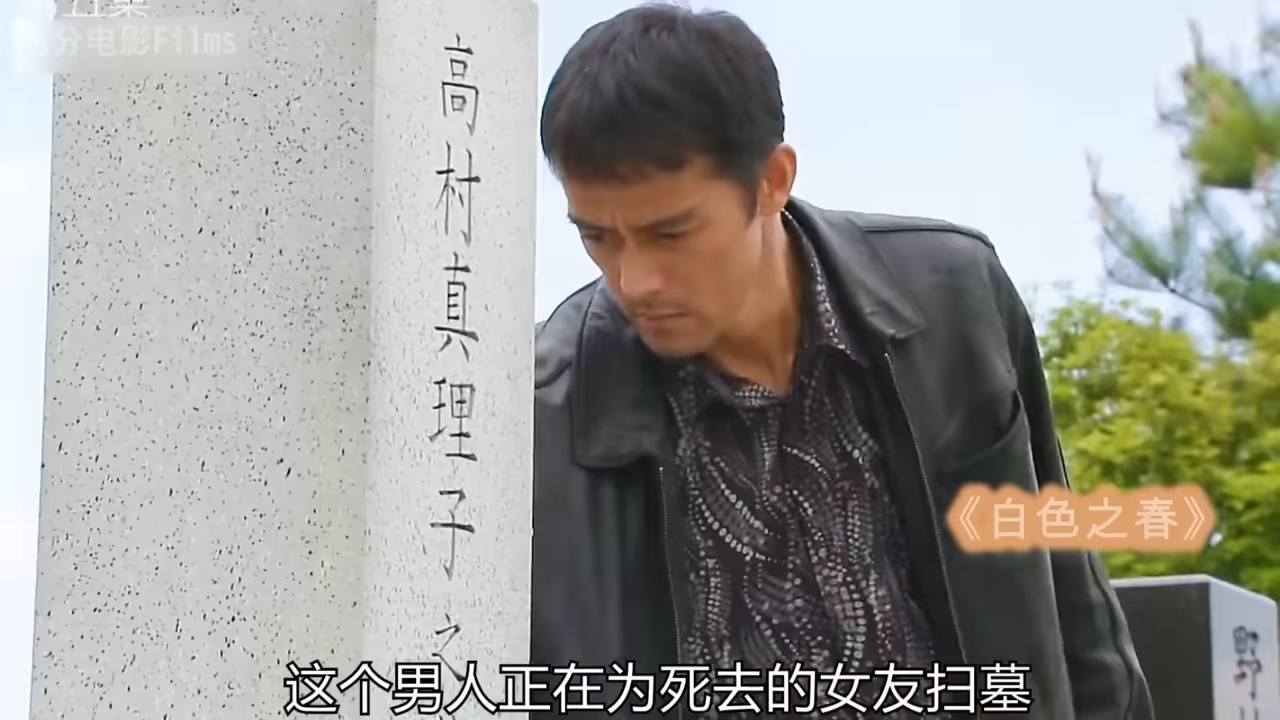 分电影Films
高村真理子之
《白色之春》
野
这个男人正在为死去的女友扫墓